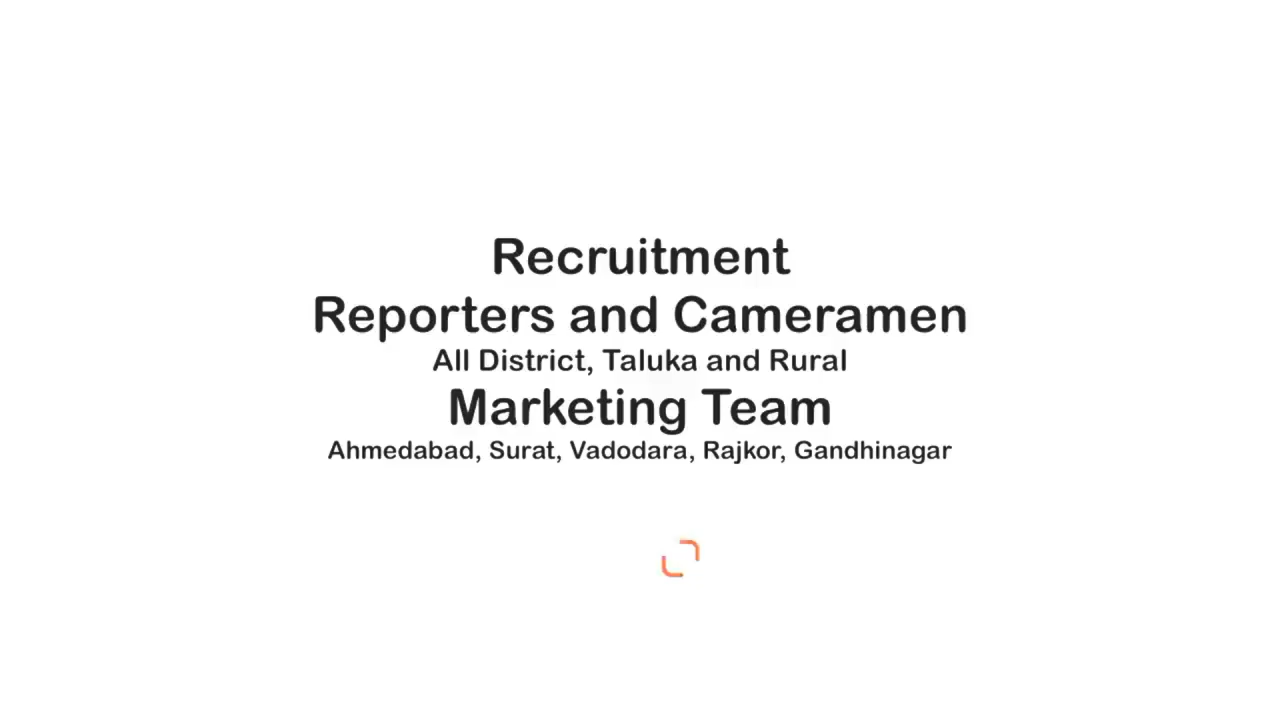 Recruitment
Reporters and Cameramen
All District, Taluka and Rural
Marketing Team
Ahmedabad, Surat, Vadodara, Rajkor, Gandhinagar